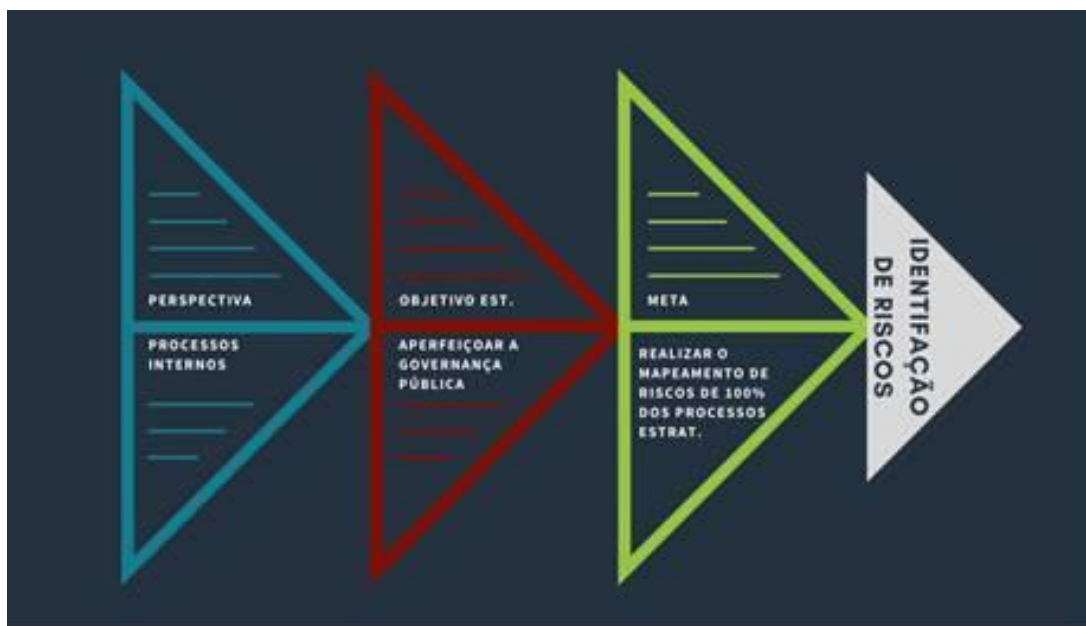 PERSPECTIVA
PROCESSOS
INTERNOS
OBJETIVO EST.
APERFEIÇOAR A
GOVERNANÇA
PÚBLICA
META
REALIZAR O
MAPEAMENTO DE
RISCOS DE 100%
DOS PROCESSOS
ESTRAT.
IDENTIFAÇÃO
DE RISCOS